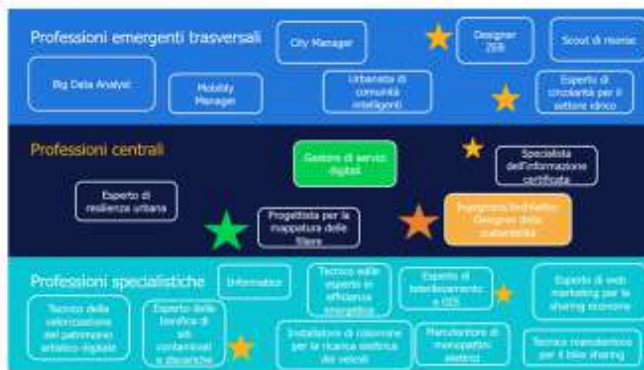 Professioni emergenti trasversali
City Manager
Designer
ZEB
Scout di risorse
Big Data Analyst
Mobility
Manager
Urbanista di
comunità
intelligenti
Esperto di
circolarità per il
settore idrico
Professioni centrali
Gestore di servizi
digitali
Specialista
dell'informazione
certificata
Esperto di
resilienza urbana
Progettista per la
mappatura delle
filiere
Ingegnere/Architetto/
Designer della
sostenibilità
Professioni specialistiche
Informatico
Tecnico
esperto in
efficienza
energetica
Esperto di
telerilevamento
e GIS
Esperto di web
marketing per la
sharing economy
Tecnico della
valorizzazione
del patrimonio
artistico digitale
Esperto della
bonifica di
siti
contaminati
e discariche
Installatore di colonnine
per la ricarica elettrica
dei veicoli
Manutentore di
monopattini
elettrici
Tecnico manutentore
per il bike sharing